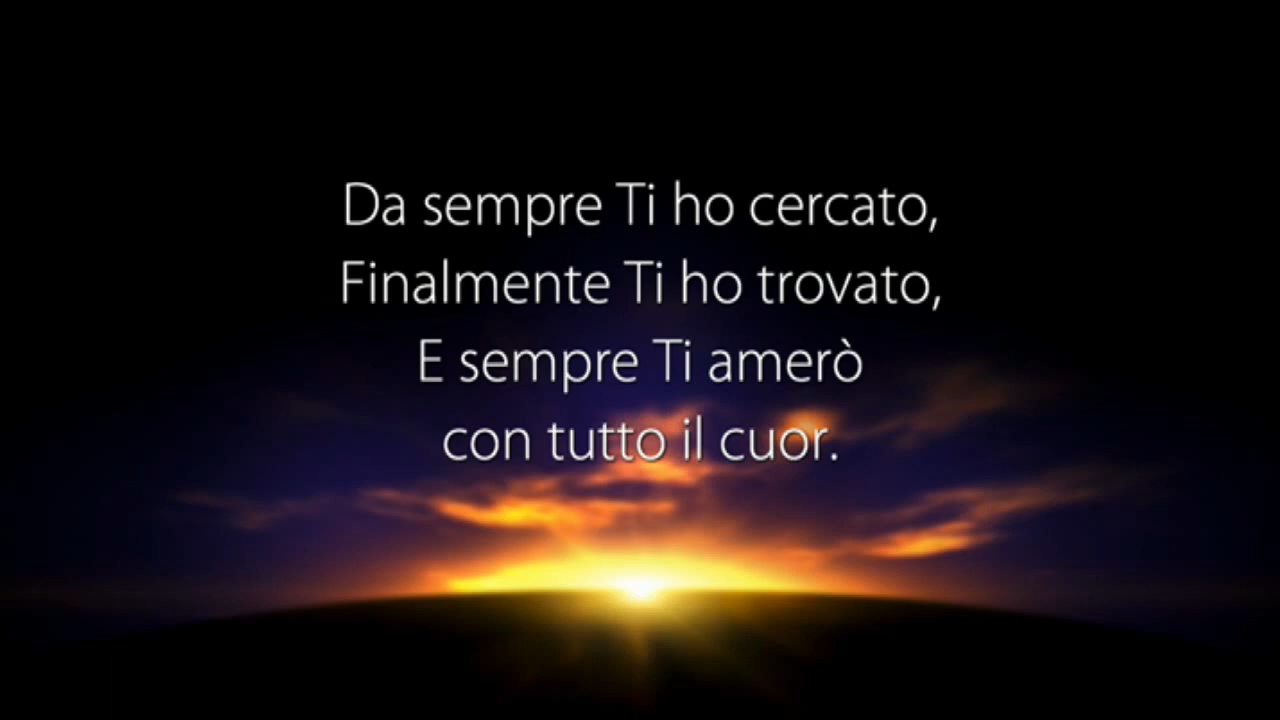 Da sempre Ti ho cercato,
Finalmente Ti ho trovato,
E sempre Ti amerò
con tutto il cuor.